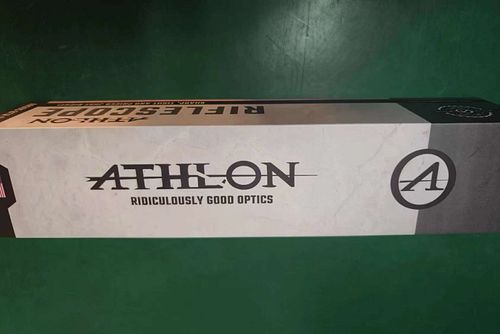 ATHLON
RIFLESCOPE
ATHLON
RIDICULOUSLY GOOD OPTICS
A